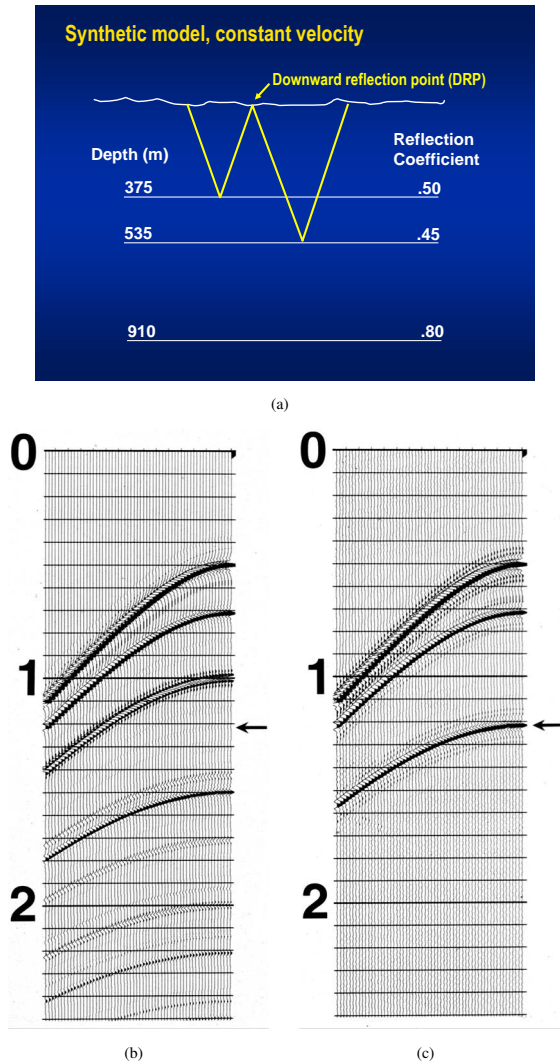 Synthetic model, constant velocity
Downward reflection point (DRP)
Depth (m)
Reflection
Coefficient
375
.50
535
.45
910
.80
(a)
0
0
1
1
2
2
(b)
(c)